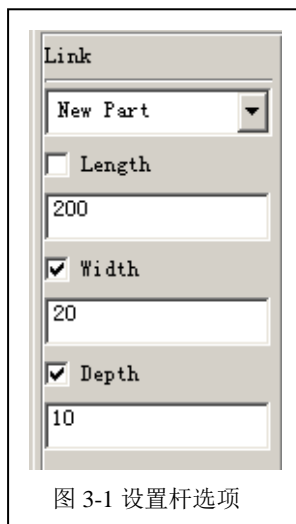 Link
New Part
Length
200
Width
20
Depth
10
图 3-1 设置杆选项